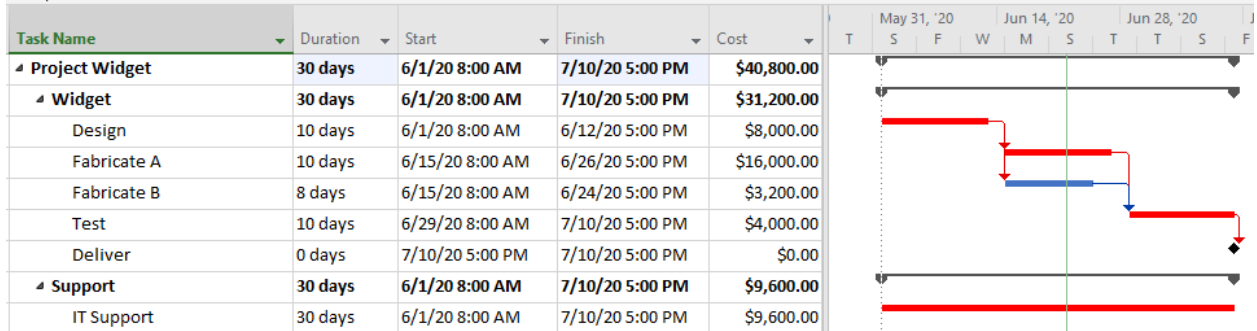 May 31, '20 Jun 14, '20 Jun 28, '20
Task Name Duration Start Finish Cost T S F W M S T T S F
Project Widget 30 days 6/1/20 8:00 AM 7/10/20 5:00 PM $40,800.00
Widget 30 days 6/1/20 8:00 AM 7/10/20 5:00 PM $31,200.00
Design 10 days 6/1/20 8:00 AM 6/12/20 5:00 PM $8,000.00
Fabricate A 10 days 6/15/20 8:00 AM 6/26/20 5:00 PM $16,000.00
Fabricate B 8 days 6/15/20 8:00 AM 6/24/20 5:00 PM $3,200.00
Test 10 days 6/29/20 8:00 AM 7/10/20 5:00 PM $4,000.00
Deliver 0 days 7/10/20 5:00 PM 7/10/20 5:00 PM $0.00
Support 30 days 6/1/20 8:00 AM 7/10/20 5:00 PM $9,600.00
IT Support 30 days 6/1/20 8:00 AM 7/10/20 5:00 PM $9,600.00